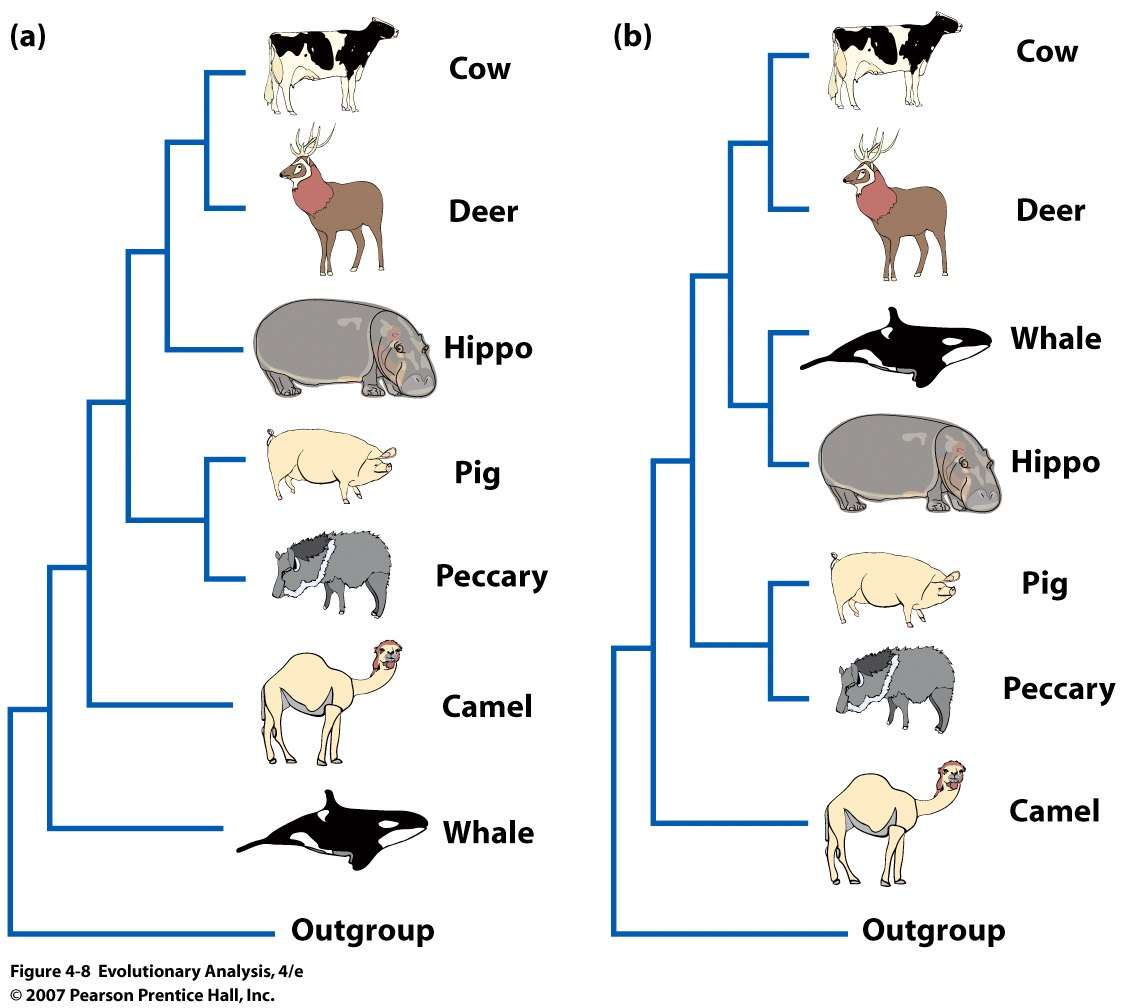 (a)
Cow
Deer
Hippo
Pig
Peccary
Camel
Whale
Outgroup
(b)
Cow
Deer
Whale
Hippo
Pig
Peccary
Camel
Outgroup
Figure 4-8 Evolutionary Analysis, 4/e
© 2007 Pearson Prentice Hall, Inc.